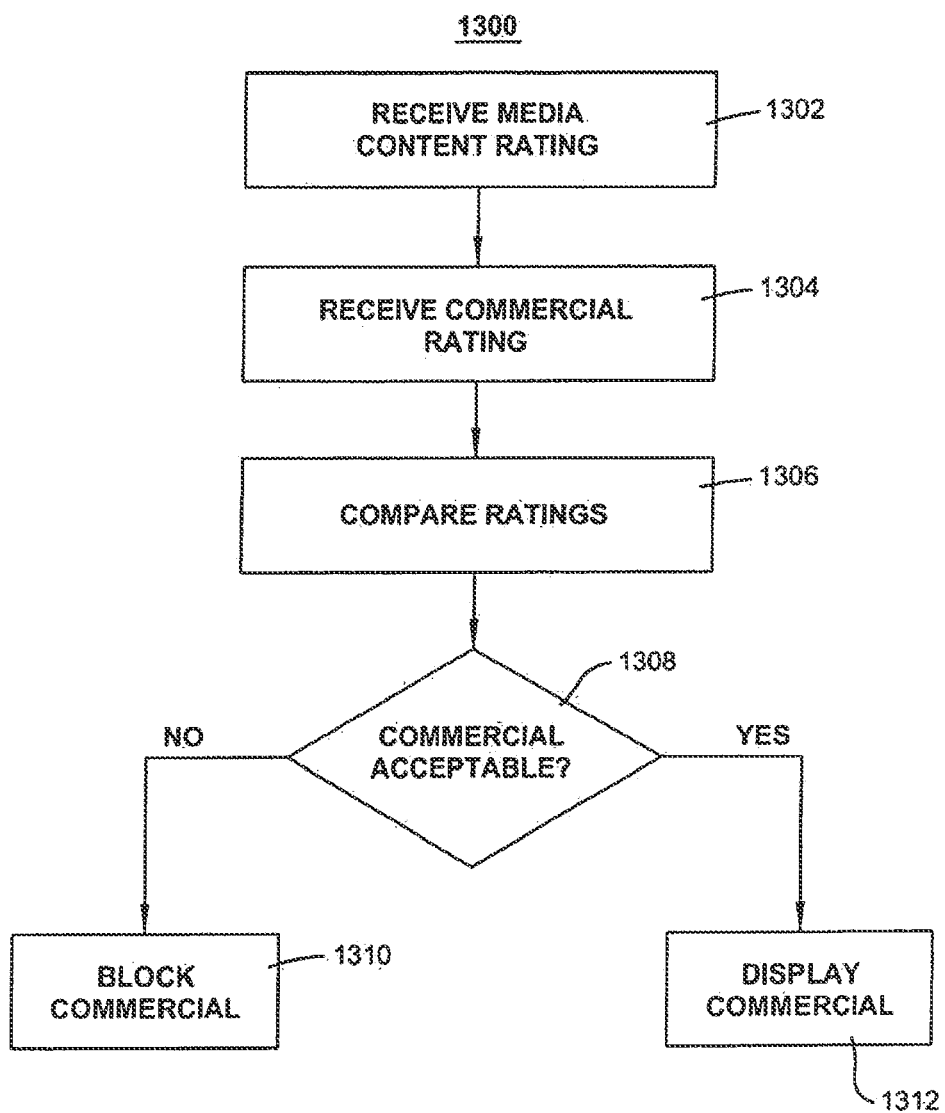 1300
RECEIVE MEDIA
CONTENT RATING
1302
RECEIVE COMMERCIAL
RATING
1304
COMPARE RATINGS
1306
COMMERCIAL
ACCEPTABLE?
1308
NO
YES
BLOCK
COMMERCIAL
1310
DISPLAY
COMMERCIAL
1312